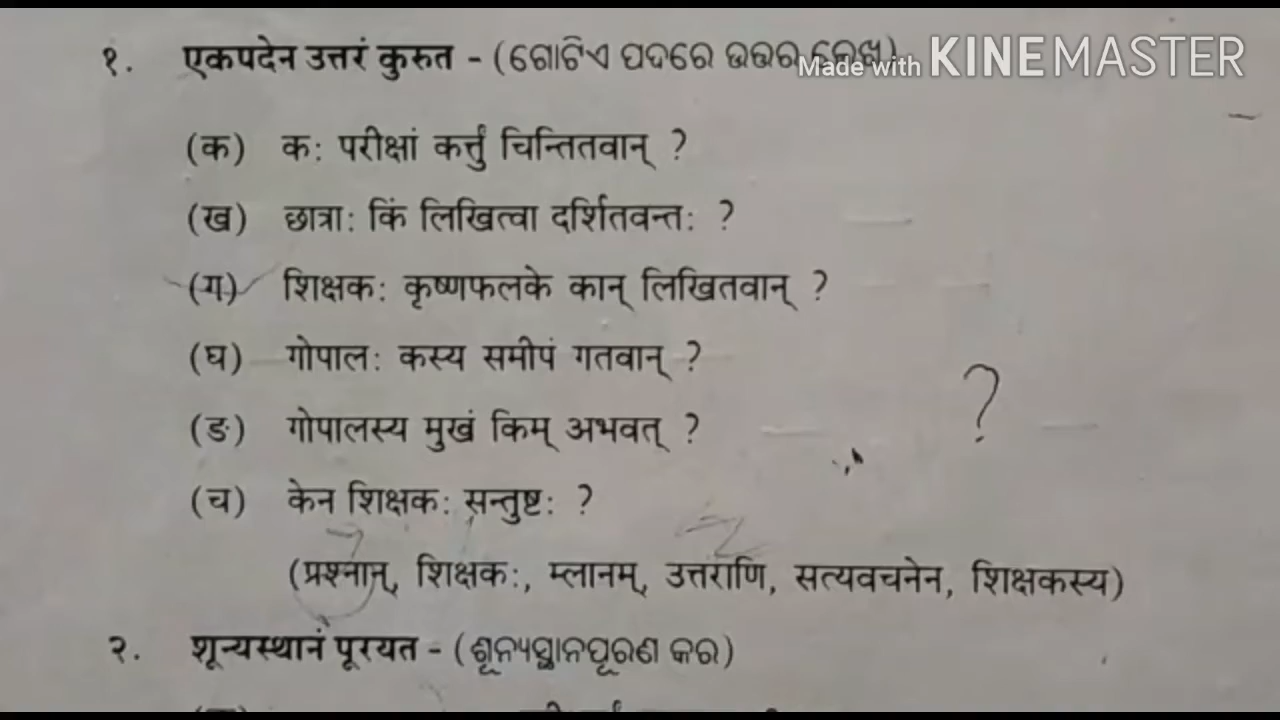 १. एकपदेन उत्तरं कुरुत - (ଗୋଟିଏ ପଦରେ ଉତ୍ତର ଲେଖ)
Made with KINEMASTER
(क) कः परीक्षां कर्त्तुं चिन्तितवान् ?
(ख) छात्राः किं लिखित्वा दर्शितवन्तः ?
(ग) शिक्षकः कृष्णफलके कान् लिखितवान् ?
(घ) गोपालः कस्य समीपं गतवान् ?
?
(ङ) गोपालस्य मुखं किम् अभवत् ?
(च) केन शिक्षकः सन्तुष्टः ?
(प्रश्नान्, शिक्षकः, म्लानम्, उत्तराणि, सत्यवचनेन, शिक्षकस्य)
२. शून्यस्थानं पूरयत - (ଶୂନ୍ୟସ୍ଥାନପୂରଣ କର)